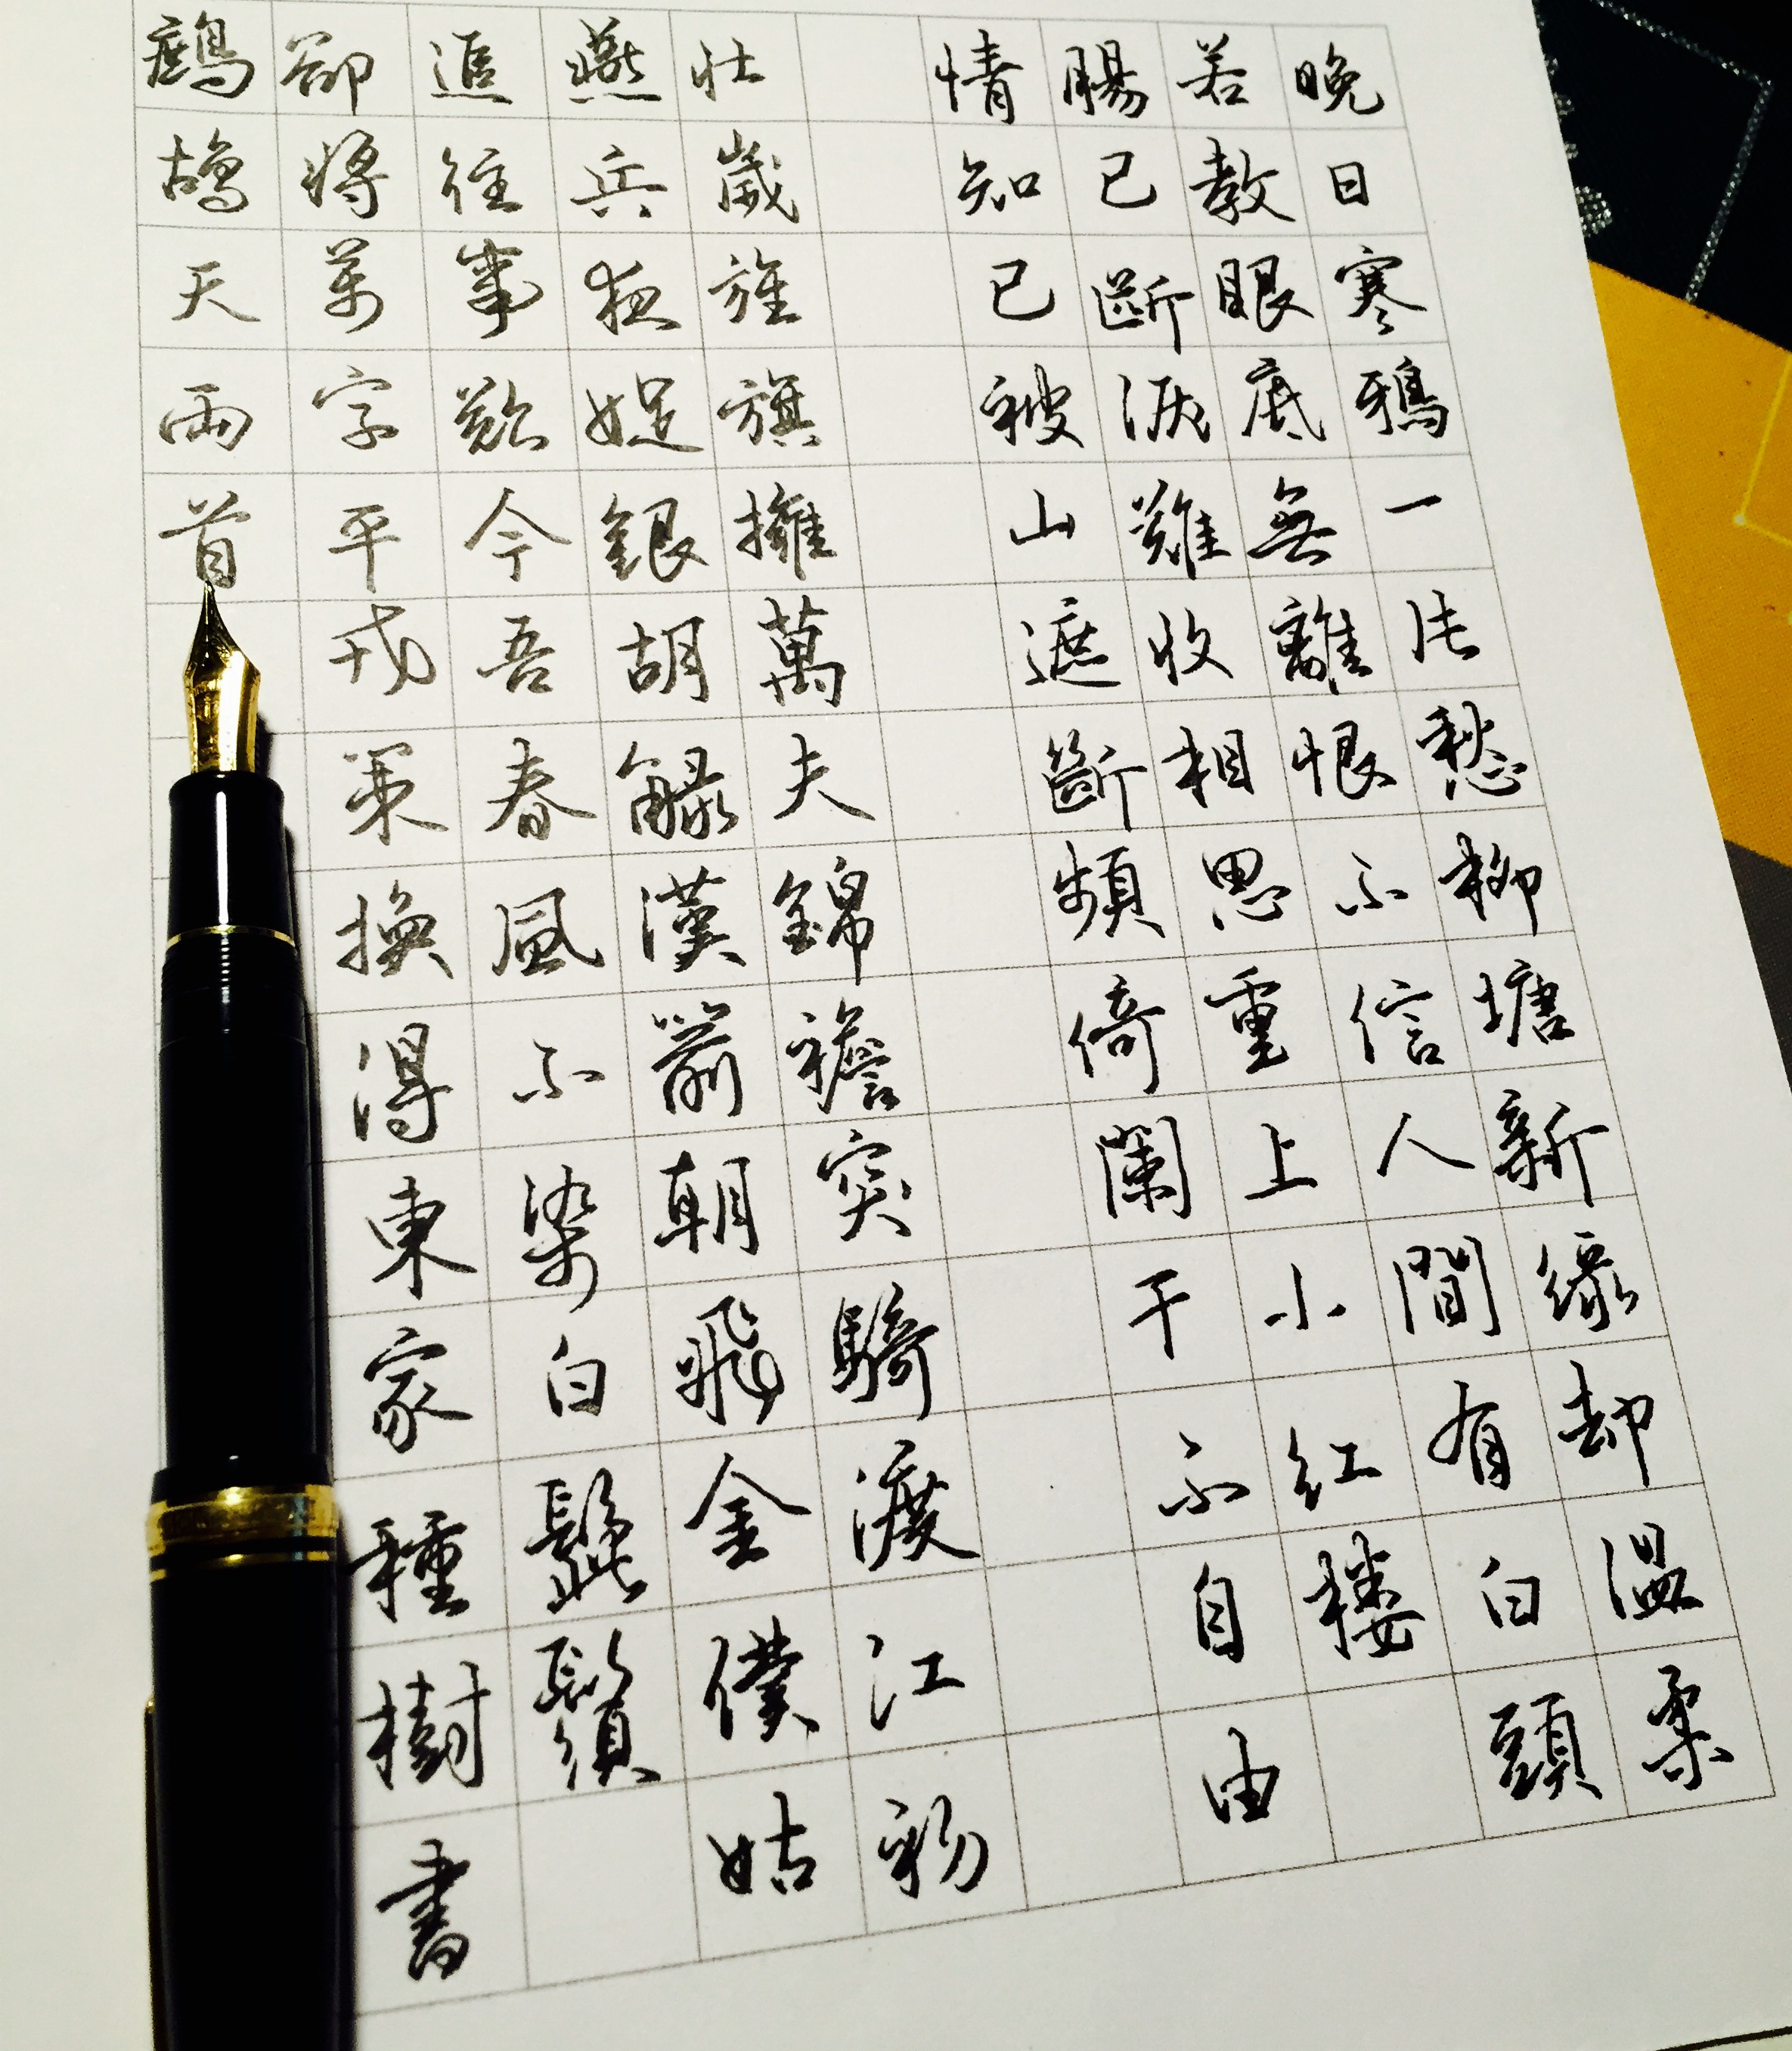 晚日寒鴉一片愁柳塘新綠却溫柔
若教眼底無離恨不信人間有白頭
腸已斷淚難收相思重上小紅樓
情知已被山遮斷頻倚闌干不自由
壯歲旌旗擁萬夫錦襜突騎渡江初
燕兵夜娖銀胡觮漢箭朝飛金僕姑
追往事歎今吾春風不染白髭鬚
卻將萬字平戎策換得東家種樹書
鷓鴣天兩首